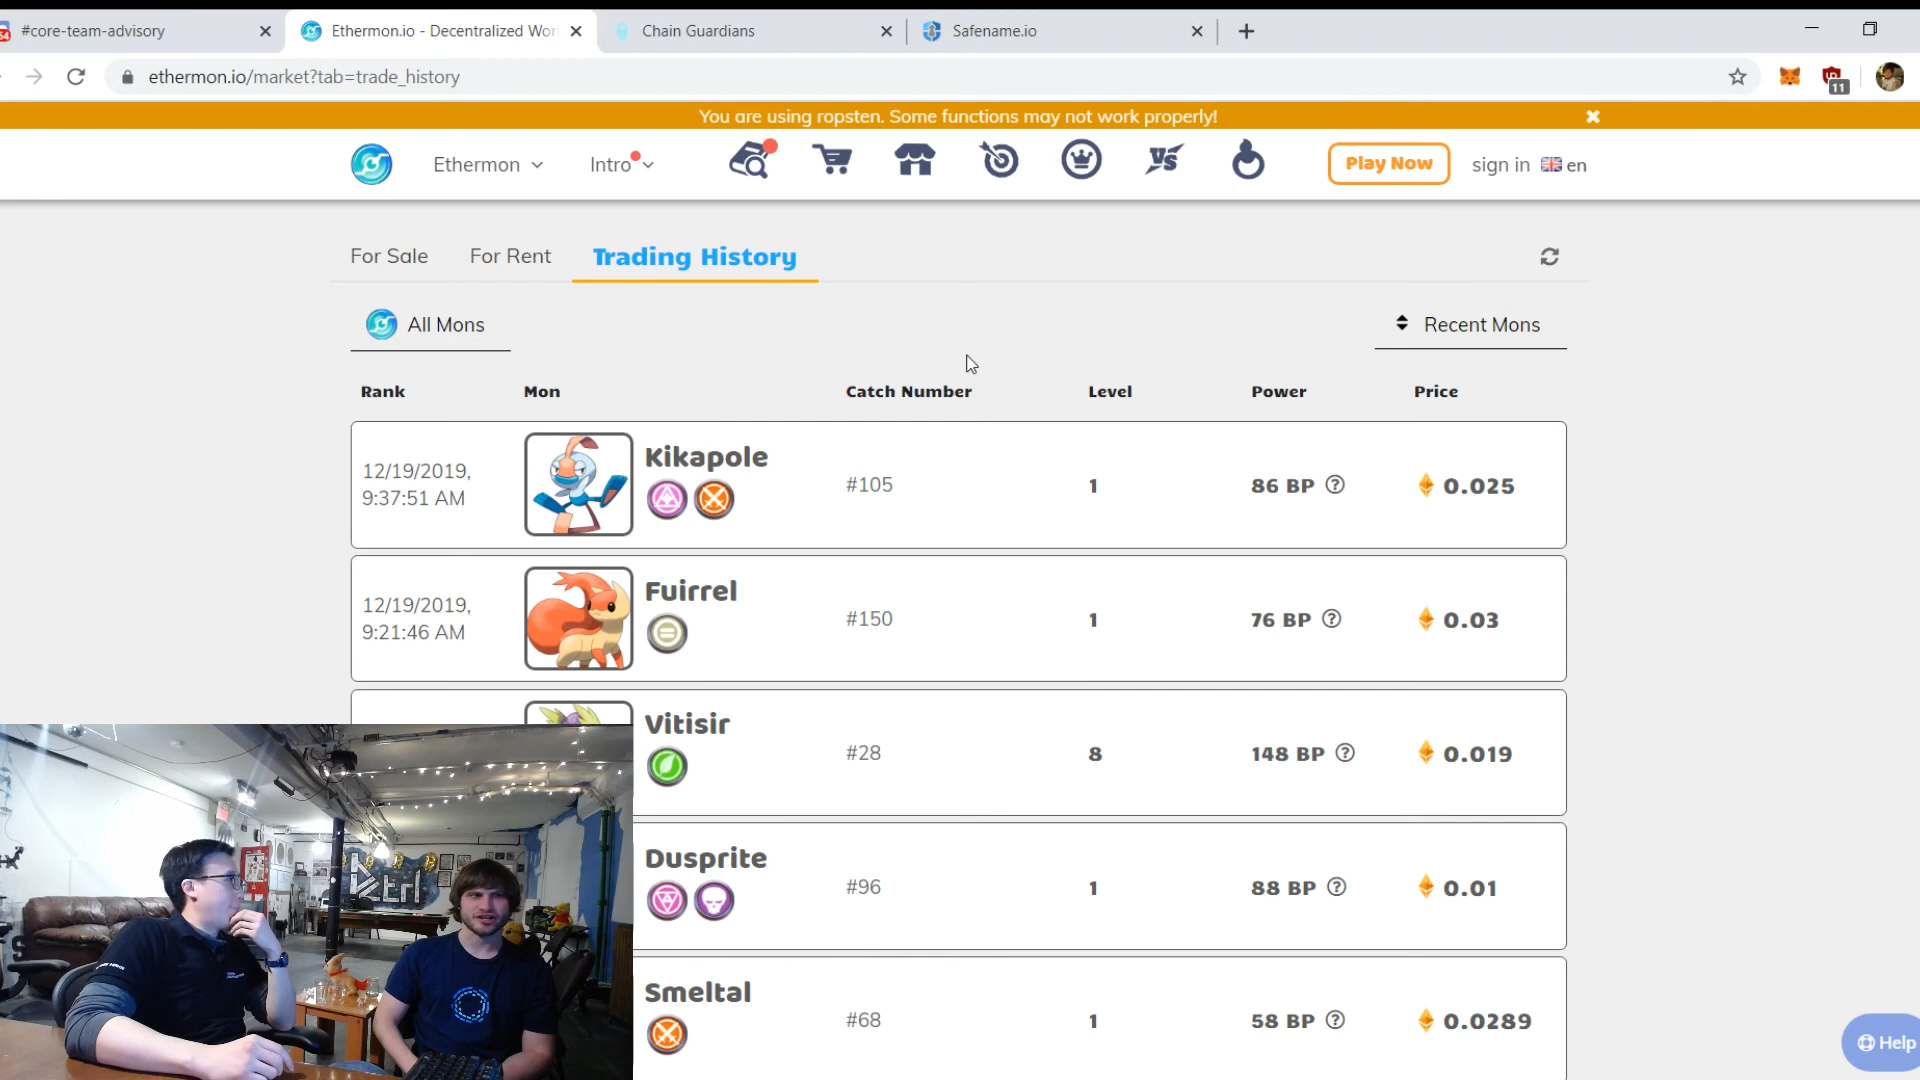 #core-team-advisory
Ethermon.io - Decentralized Wor
Chain Guardians
Safename.io
ethermon.io/market?tab=trade_history
11
You are using ropsten. Some functions may not work properly!
Ethermon
Intro
VS
Play Now
sign in
en
For Sale
For Rent
Trading History
All Mons
Recent Mons
Rank
Mon
Catch Number
Level
Power
Price
12/19/2019,
9:37:51 AM
Kikapole
#105
1
86 BP
0.025
12/19/2019,
9:21:46 AM
Fuirrel
#150
1
76 BP
0.03
Vitisir
#28
8
148 BP
0.019
Dusprite
#96
1
88 BP
0.01
Smeltal
#68
1
58 BP
0.0289
Help